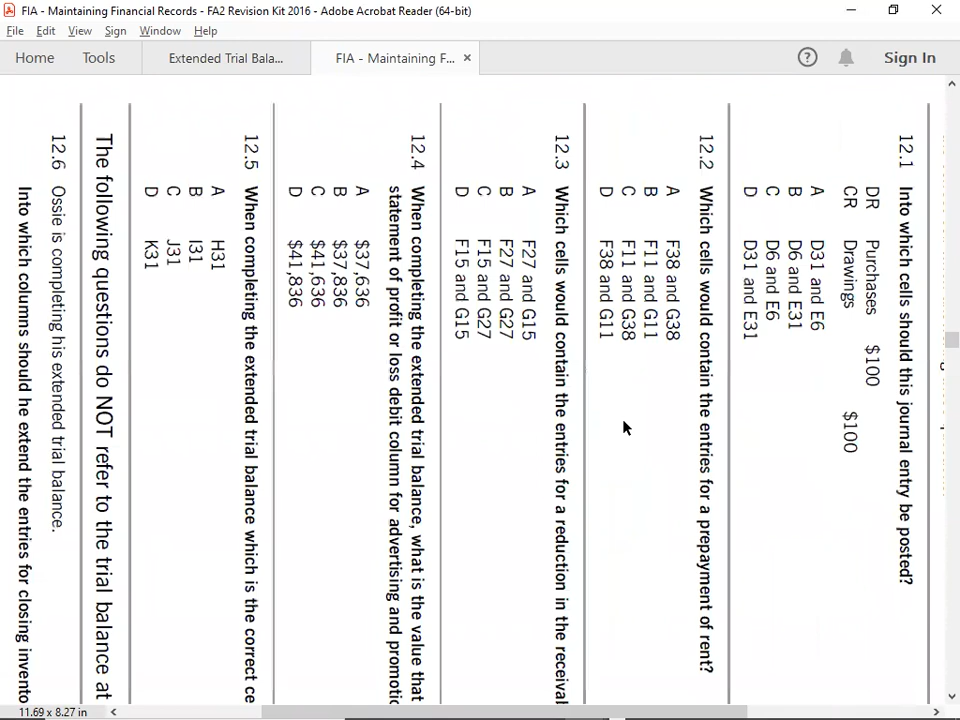 FIA - Maintaining Financial Records - FA2 Revision Kit 2016 - Adobe Acrobat Reader (64-bit)
File Edit View Sign Window Help
Home Tools Extended Trial Bala... FIA - Maintaining F... × ? Sign In
12.1 Into which cells should this journal entry be posted?
DR Purchases $100
CR Drawings $100
A D31 and E6
B D6 and E31
C D6 and E6
D D31 and E31
12.2 Which cells would contain the entries for a prepayment of rent?
A F38 and G38
B F11 and G11
C F11 and G38
D F38 and G11
12.3 Which cells would contain the entries for a reduction in the receival
A F27 and G15
B F27 and G27
C F15 and G27
D F15 and G15
12.4 When completing the extended trial balance, what is the value that
statement of profit or loss debit column for advertising and promotic
A $37,636
B $37,836
C $41,636
D $41,836
12.5 When completing the extended trial balance which is the correct ce
A H31
B I31
C J31
D K31
The following questions do NOT refer to the trial balance at
12.6 Ossie is completing his extended trial balance.
Into which columns should he extend the entries for closing invento
11.69 x 8.27 in